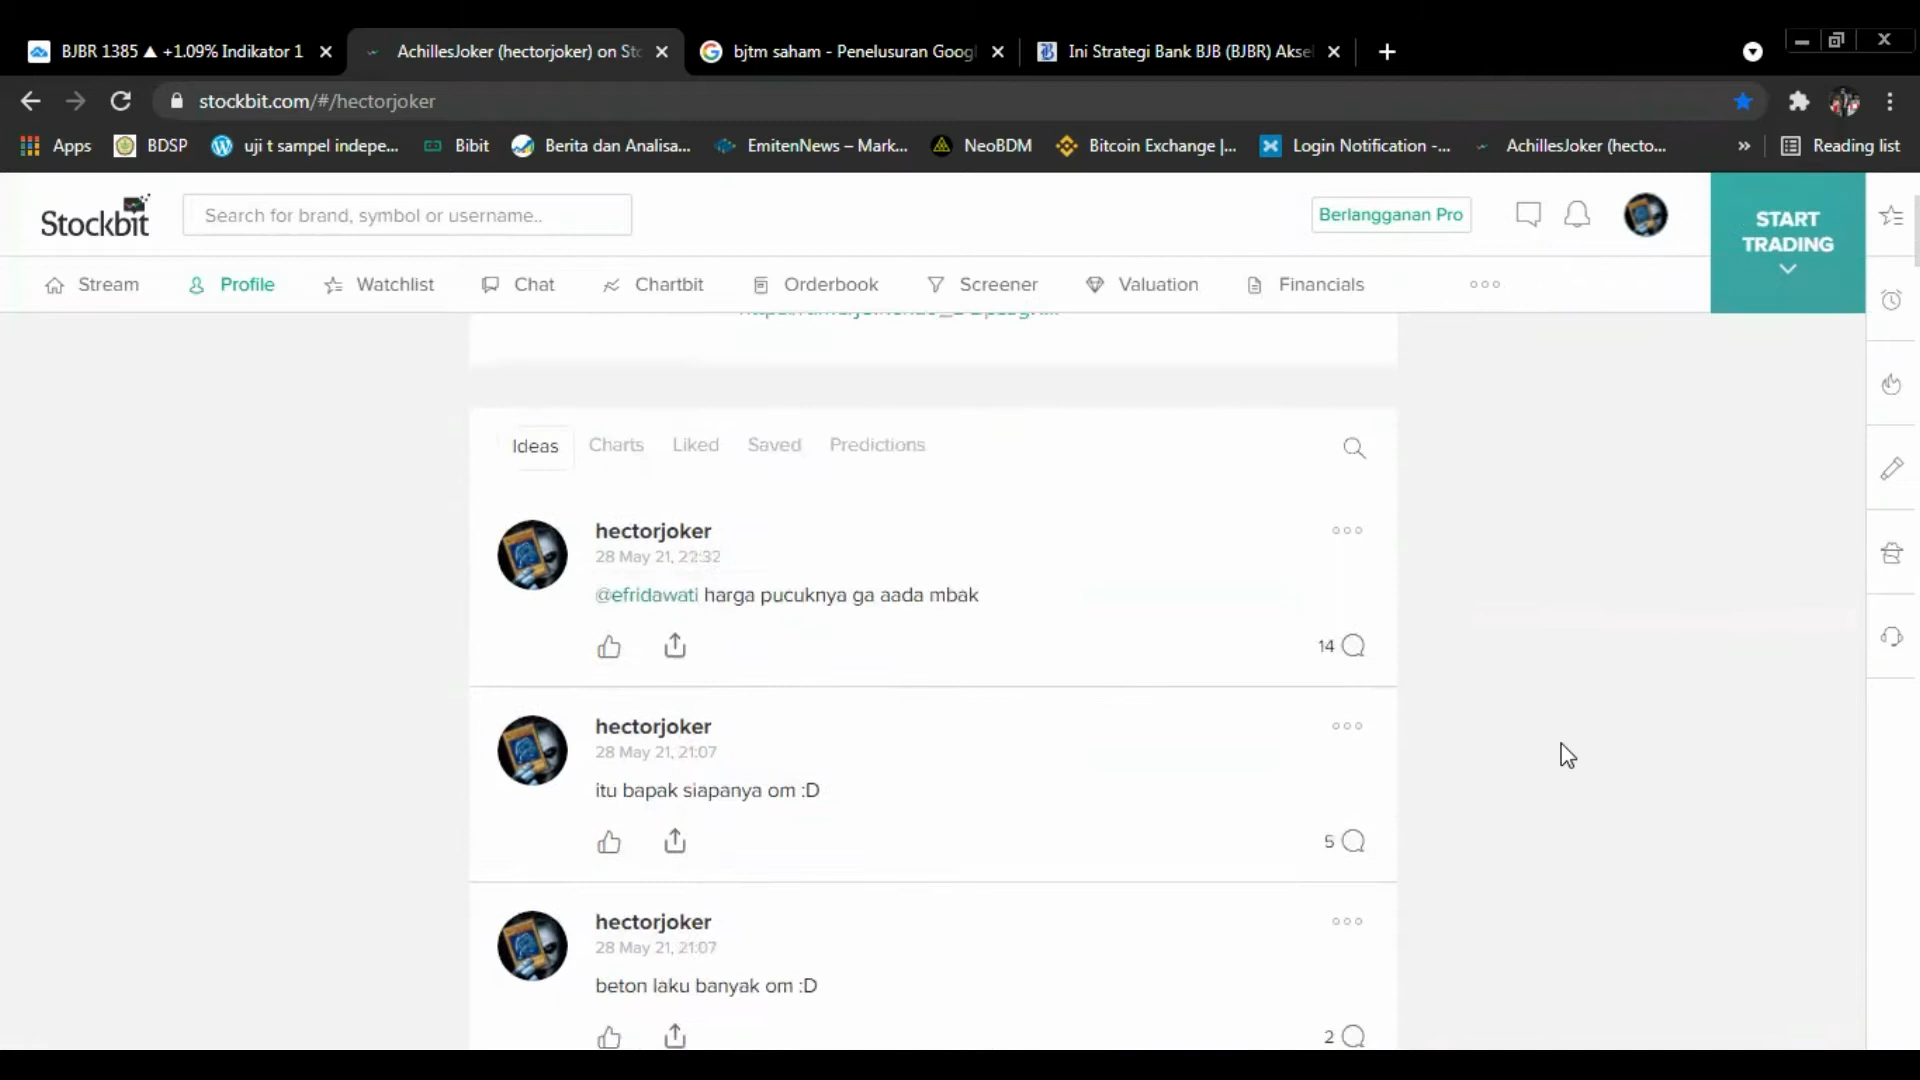 BJBR 1385 ▲ +1.09% Indikator 1
AchillesJoker (hectorjoker) on Sto
bjtm saham - Penelusuran Googl
Ini Strategi Bank BJB (BJBR) Aksel
stockbit.com/#/hectorjoker
Apps
BDSP
uji t sampel indepe...
Bibit
Berita dan Analisa...
EmitenNews – Mark...
NeoBDM
Bitcoin Exchange |...
Login Notification -...
AchillesJoker (hecto...
»
Reading list
Stockbit
Search for brand, symbol or username..
Berlangganan Pro
START
TRADING
Stream
Profile
Watchlist
Chat
Chartbit
Orderbook
Screener
Valuation
Financials
Ideas
Charts
Liked
Saved
Predictions
hectorjoker
28 May 21, 22:32
@efridawati harga pucuknya ga aada mbak
14
hectorjoker
28 May 21, 21:07
itu bapak siapanya om :D
5
hectorjoker
28 May 21, 21:07
beton laku banyak om :D
2